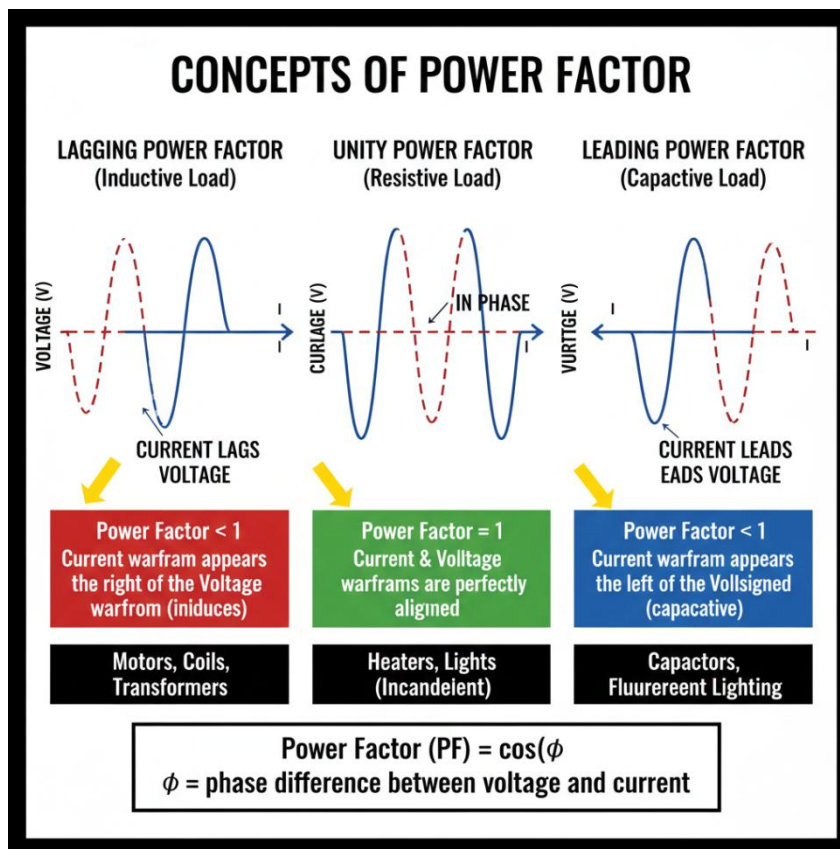 CONCEPTS OF POWER FACTOR
LAGGING POWER FACTOR
(Inductive Load)
VOLTAGE (V)
I
I
CURRENT LAGS
VOLTAGE
UNITY POWER FACTOR
(Resistive Load)
CURLAGE (V)
IN PHASE
I
LEADING POWER FACTOR
(Capactive Load)
VURTIGE (V)
I
I
CURRENT LEADS
EADS VOLTAGE
Power Factor < 1
Current warfram appears
the right of the Voltage
warfrom (iniduces)
Power Factor = 1
Current & Volltage
warframs are perfectly
aligined
Power Factor < 1
Current warfram appears
the left of the Vollsigned
(capacative)
Motors, Coils,
Transformers
Heaters, Lights
(Incandeient)
Capactors,
Fluurereent Lighting
Power Factor (PF) = cos(ϕ
ϕ = phase difference between voltage and current